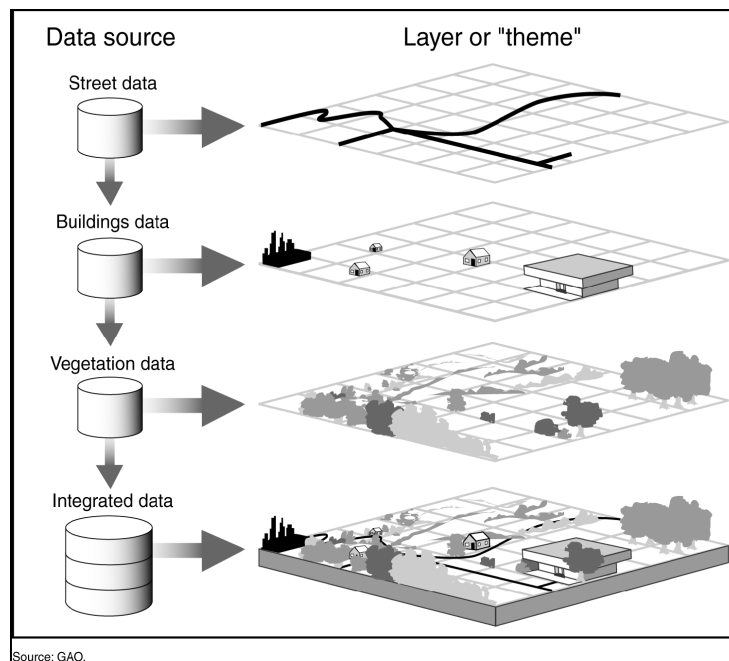 Data source
Layer or "theme"
Street data
Buildings data
Vegetation data
Integrated data
Source: GAO.